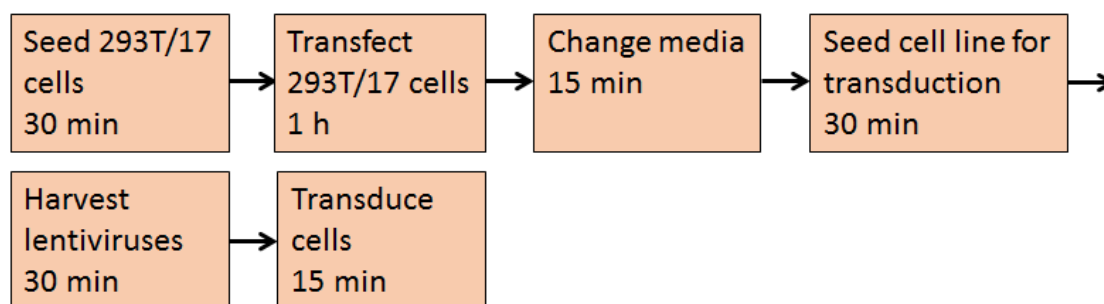 Seed 293T/17
cells
30 min
Transfect
293T/17 cells
1 h
Change media
15 min
Seed cell line for
transduction
30 min
Harvest
lentiviruses
30 min
Transduce
cells
15 min